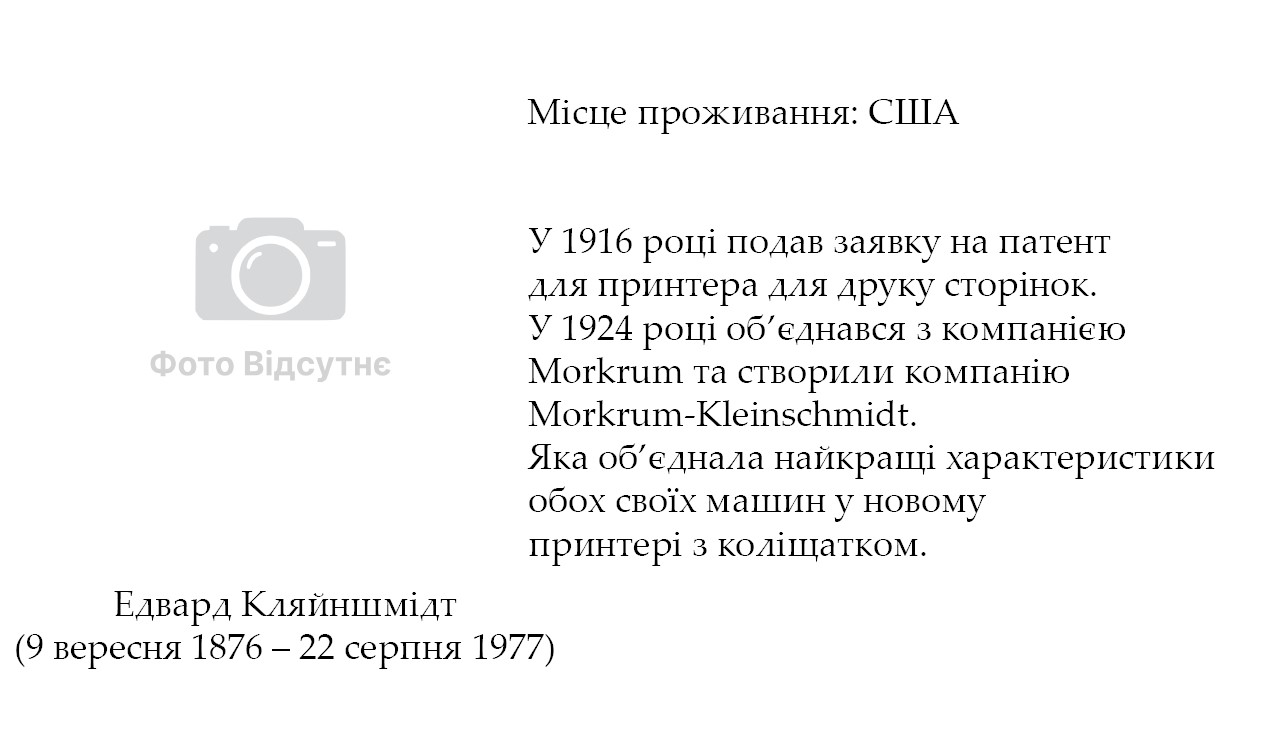 Місце проживання: США
У 1916 році подав заявку на патент
для принтера для друку сторінок.
У 1924 році об’єднався з компанією
Morkrum та створили компанію
Morkrum-Kleinschmidt.
Яка об’єднала найкращі характеристики
обох своїх машин у новому
принтері з коліщатком.
Фото Відсутнє
Едвард Кляйншмідт
(9 вересня 1876 – 22 серпня 1977)